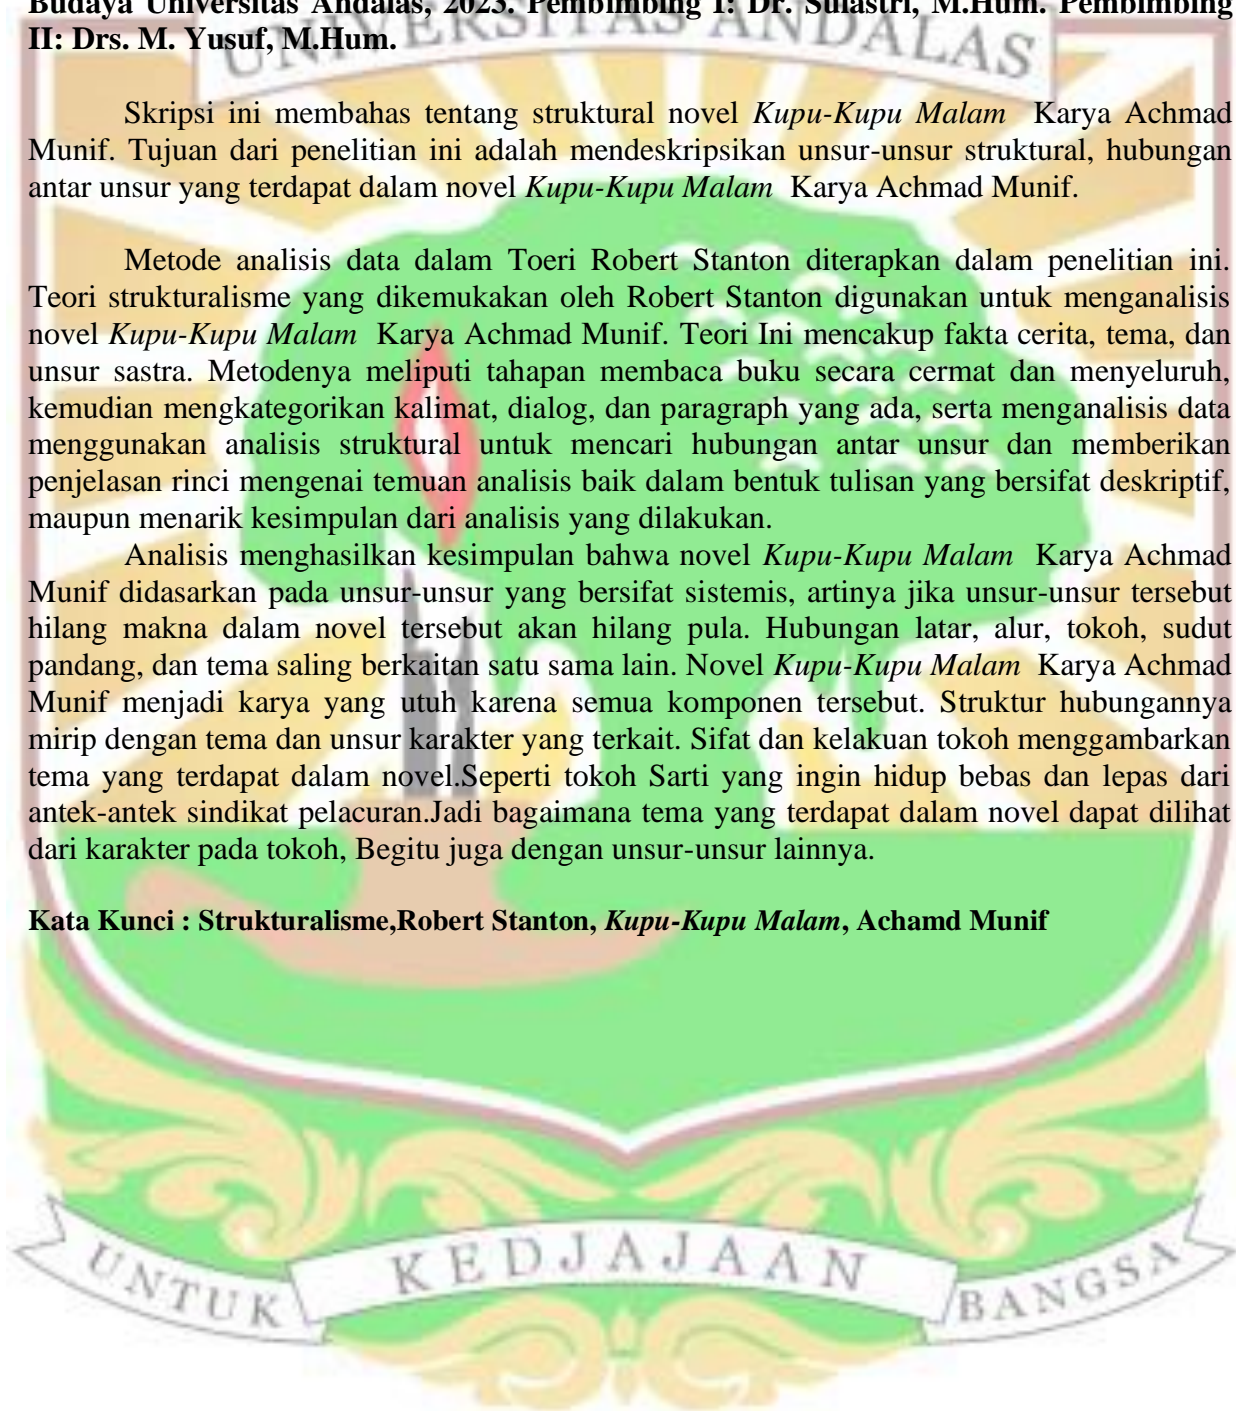 Budaya Universitas Andalas, 2023. Pembimbing I: Dr. Sulastri, M.Hum. Pembimbing
II: Drs. M. Yusuf, M.Hum.
UNIVERSITAS ANDALAS
Skripsi ini membahas tentang struktural novel Kupu-Kupu Malam Karya Achmad
Munif. Tujuan dari penelitian ini adalah mendeskripsikan unsur-unsur struktural, hubungan
antar unsur yang terdapat dalam novel Kupu-Kupu Malam Karya Achmad Munif.
Metode analisis data dalam Toeri Robert Stanton diterapkan dalam penelitian ini.
Teori strukturalisme yang dikemukakan oleh Robert Stanton digunakan untuk menganalisis
novel Kupu-Kupu Malam Karya Achmad Munif. Teori Ini mencakup fakta cerita, tema, dan
unsur sastra. Metodenya meliputi tahapan membaca buku secara cermat dan menyeluruh,
kemudian mengkategorikan kalimat, dialog, dan paragraph yang ada, serta menganalisis data
menggunakan analisis struktural untuk mencari hubungan antar unsur dan memberikan
penjelasan rinci mengenai temuan analisis baik dalam bentuk tulisan yang bersifat deskriptif,
maupun menarik kesimpulan dari analisis yang dilakukan.
Analisis menghasilkan kesimpulan bahwa novel Kupu-Kupu Malam Karya Achmad
Munif didasarkan pada unsur-unsur yang bersifat sistemis, artinya jika unsur-unsur tersebut
hilang makna dalam novel tersebut akan hilang pula. Hubungan latar, alur, tokoh, sudut
pandang, dan tema saling berkaitan satu sama lain. Novel Kupu-Kupu Malam Karya Achmad
Munif menjadi karya yang utuh karena semua komponen tersebut. Struktur hubungannya
mirip dengan tema dan unsur karakter yang terkait. Sifat dan kelakuan tokoh menggambarkan
tema yang terdapat dalam novel.Seperti tokoh Sarti yang ingin hidup bebas dan lepas dari
antek-antek sindikat pelacuran.Jadi bagaimana tema yang terdapat dalam novel dapat dilihat
dari karakter pada tokoh, Begitu juga dengan unsur-unsur lainnya.
Kata Kunci : Strukturalisme,Robert Stanton, Kupu-Kupu Malam, Achamd Munif
UNTUK KEDJAJAAN BANGSA